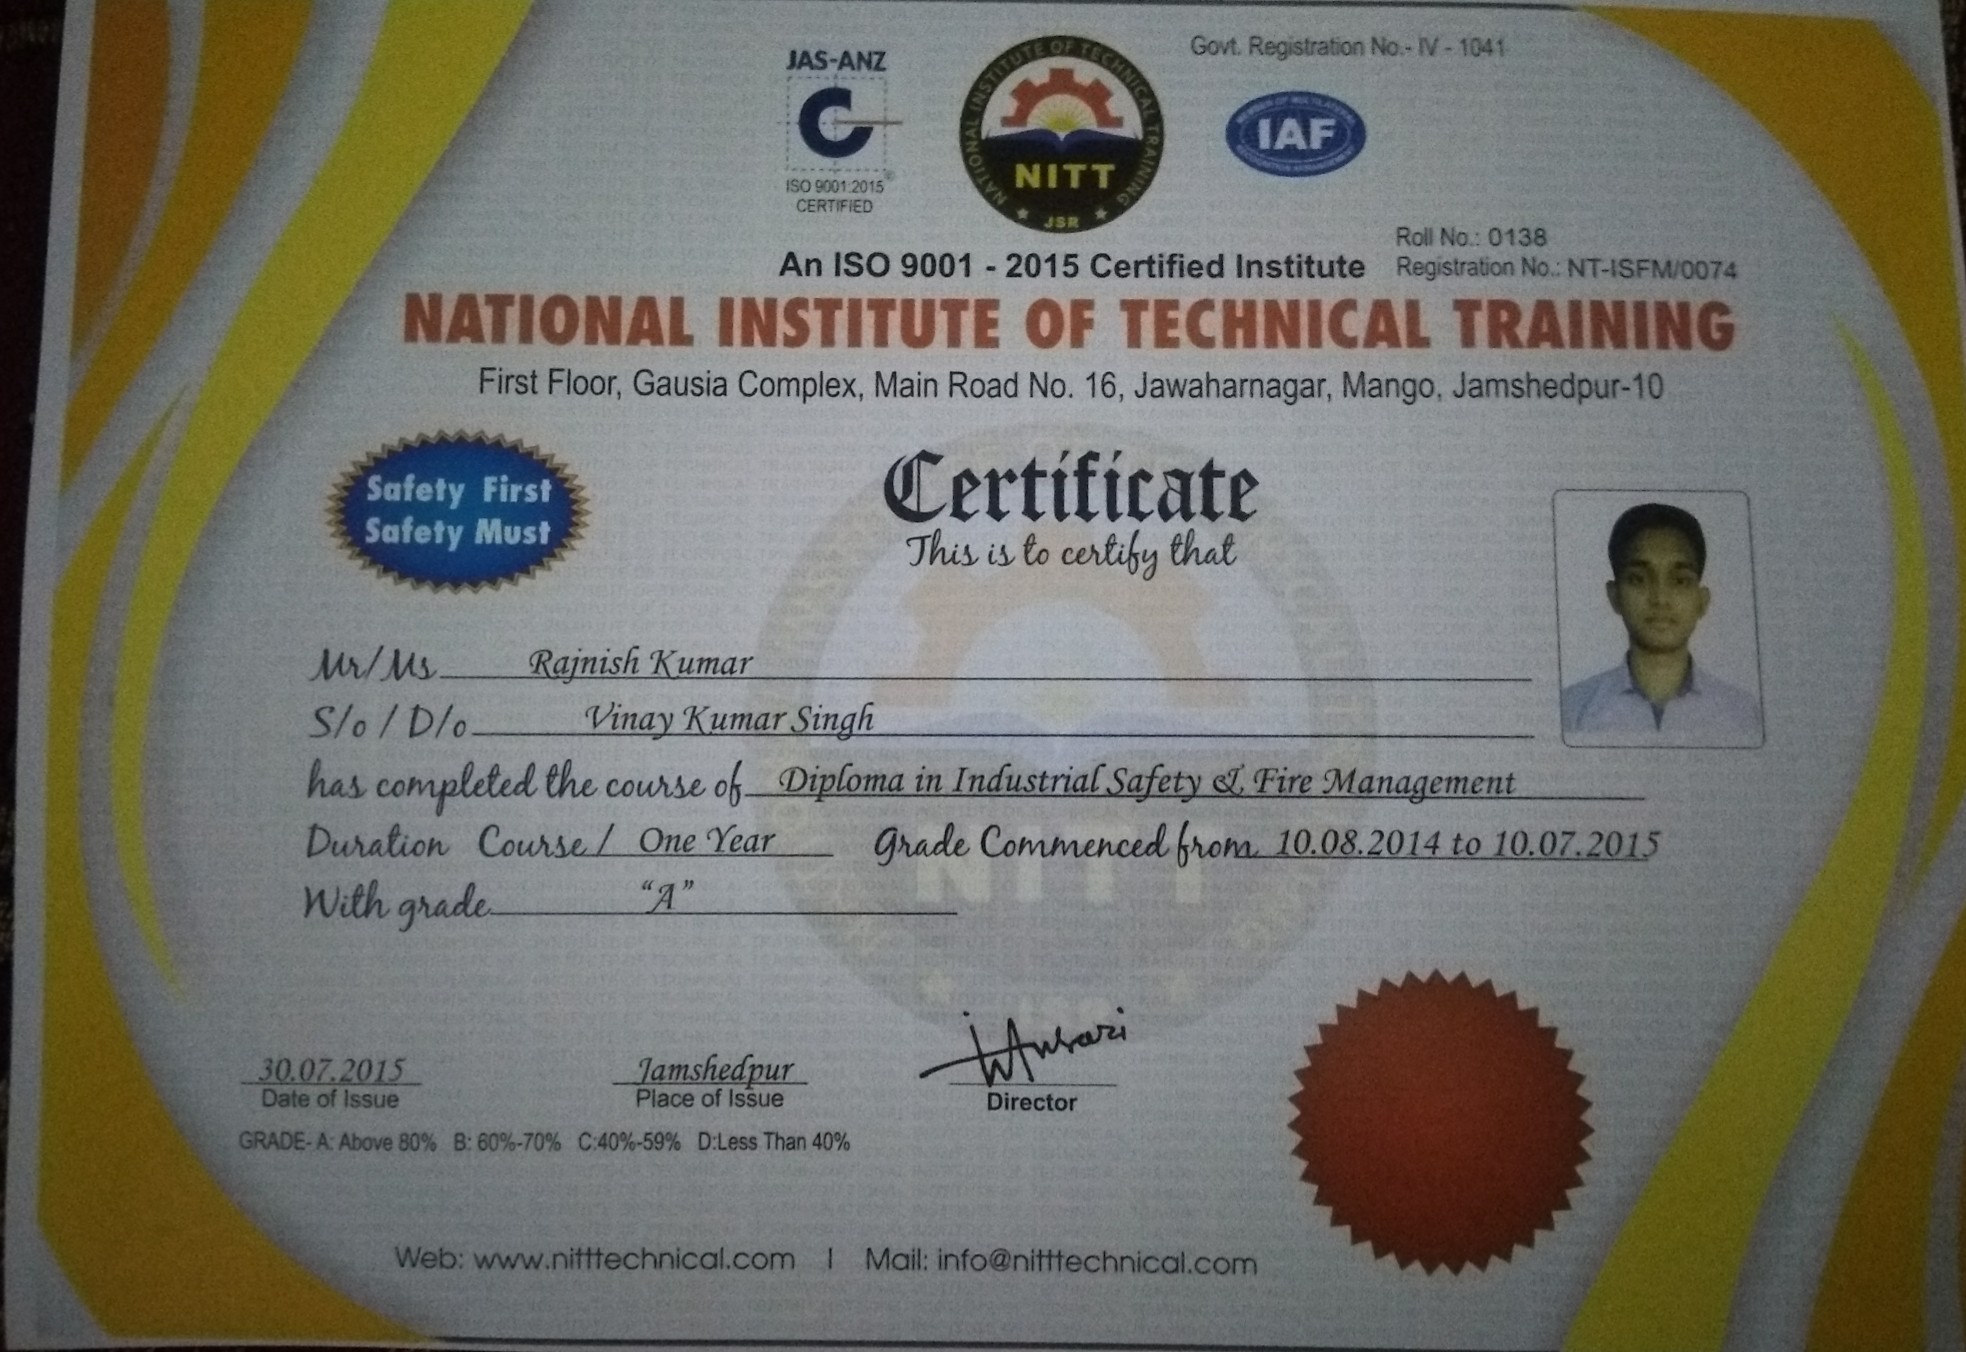 JAS-ANZ
ISO 9001:2015
CERTIFIED
NATIONAL INSTITUTE OF TECHNICAL TRAINING
NITT
JSR
Govt. Registration No.- IV - 1041
IAF
Roll No.: 0138
An ISO 9001 - 2015 Certified Institute
Registration No.: NT-ISFM/0074
NATIONAL INSTITUTE OF TECHNICAL TRAINING
First Floor, Gausia Complex, Main Road No. 16, Jawaharnagar, Mango, Jamshedpur-10
Safety First
Safety Must
Certificate
This is to certify that
Mr/Ms Rajnish Kumar
S/o / D/o Vinay Kumar Singh
has completed the course of Diploma in Industrial Safety & Fire Management
Duration Course / One Year Grade Commenced from 10.08.2014 to 10.07.2015
With grade "A"
30.07.2015 Jamshedpur
Date of Issue Place of Issue Director
GRADE- A: Above 80% B: 60%-70% C:40%-59% D:Less Than 40%
Web: www.nitttechnical.com I Mail: info@nitttechnical.com